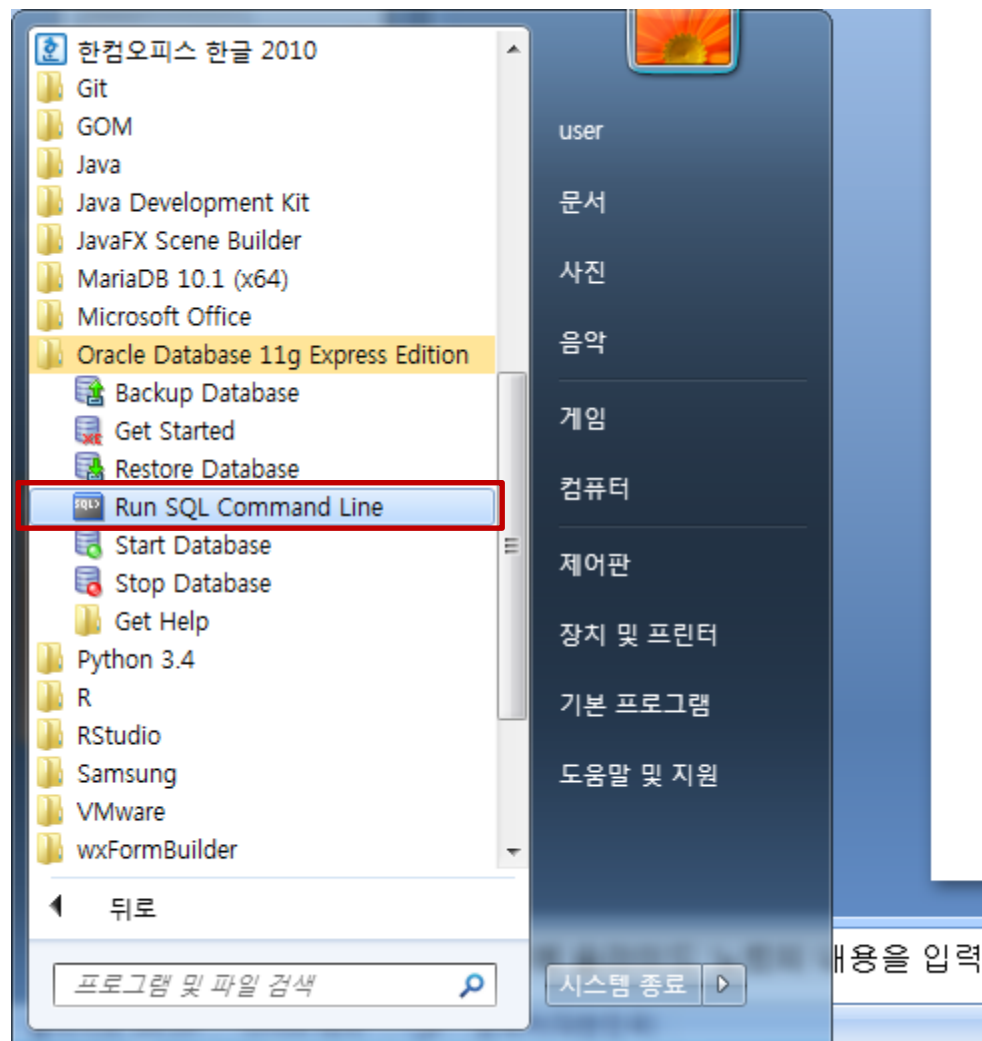 한컴오피스 한글 2010
Git
GOM
Java
Java Development Kit
JavaFX Scene Builder
MariaDB 10.1 (x64)
Microsoft Office
Oracle Database 11g Express Edition
Backup Database
Get Started
Restore Database
Run SQL Command Line
Start Database
Stop Database
Get Help
Python 3.4
R
RStudio
Samsung
VMware
wxFormBuilder
뒤로
프로그램 및 파일 검색
user
문서
사진
음악
게임
컴퓨터
제어판
장치 및 프린터
기본 프로그램
도움말 및 지원
시스템 종료
내용을 입력